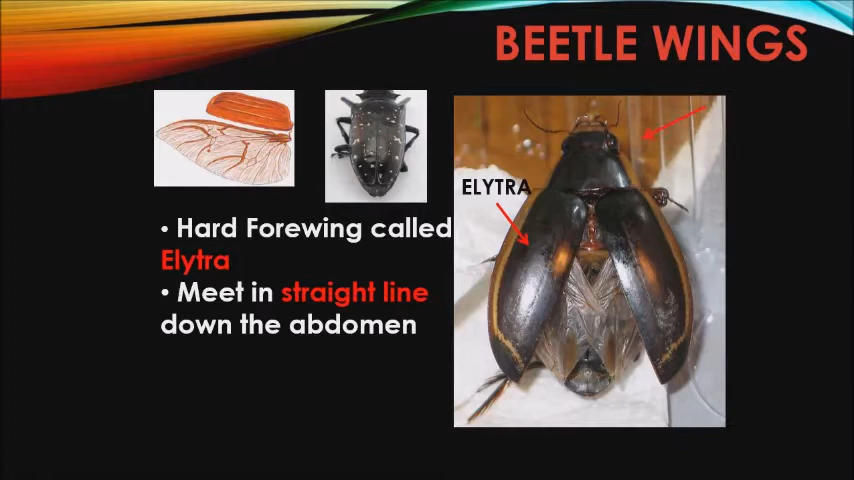 BEETLE WINGS
ELYTRA
• Hard Forewing called
Elytra
• Meet in straight line
down the abdomen